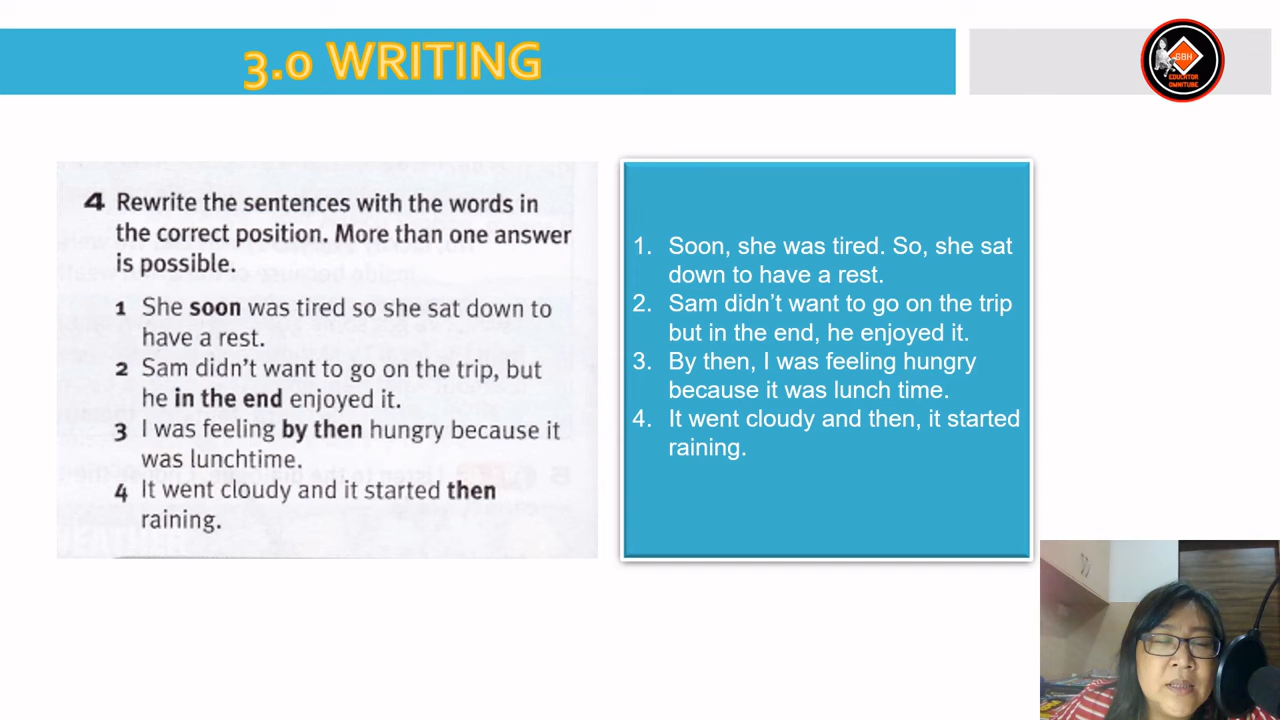 3.0 WRITING
GBH
EDUCATOR
OMNITUBE
4 Rewrite the sentences with the words in
the correct position. More than one answer
is possible.
1 She soon was tired so she sat down to
have a rest.
2 Sam didn't want to go on the trip, but
he in the end enjoyed it.
3 I was feeling by then hungry because it
was lunchtime.
4 It went cloudy and it started then
raining.
1. Soon, she was tired. So, she sat
down to have a rest.
2. Sam didn't want to go on the trip
but in the end, he enjoyed it.
3. By then, I was feeling hungry
because it was lunch time.
4. It went cloudy and then, it started
raining.